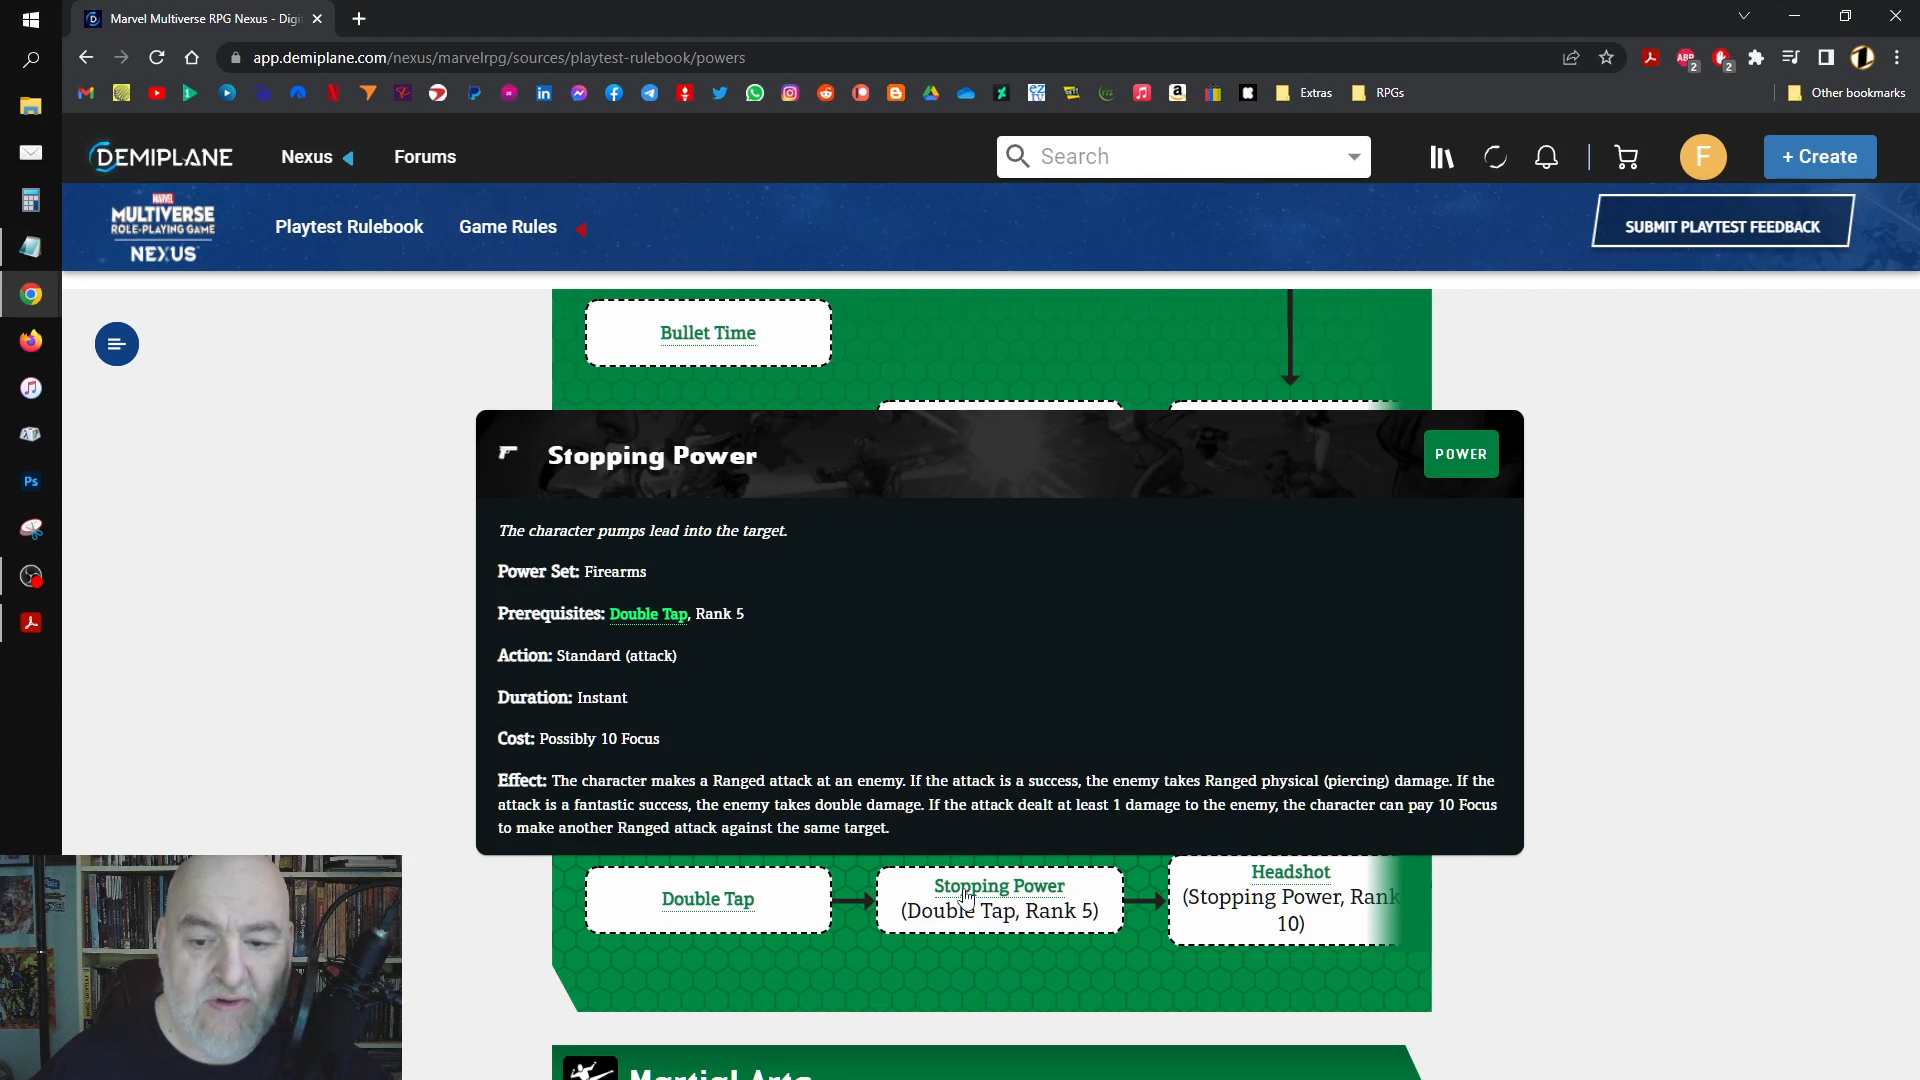 Marvel Multiverse RPG Nexus - Digi
app.demiplane.com/nexus/marvelrpg/sources/playtest-rulebook/powers
Extras
RPGs
Other bookmarks
DEMIPLANE
Nexus
Forums
Search
F
+ Create
MARVEL
MULTIVERSE
ROLE-PLAYING GAME
NEXUS
Playtest Rulebook
Game Rules
SUBMIT PLAYTEST FEEDBACK
Bullet Time
Stopping Power
POWER
The character pumps lead into the target.
Power Set: Firearms
Prerequisites: Double Tap, Rank 5
Action: Standard (attack)
Duration: Instant
Cost: Possibly 10 Focus
Effect: The character makes a Ranged attack at an enemy. If the attack is a success, the enemy takes Ranged physical (piercing) damage. If the
attack is a fantastic success, the enemy takes double damage. If the attack dealt at least 1 damage to the enemy, the character can pay 10 Focus
to make another Ranged attack against the same target.
Double Tap
Stopping Power
(Double Tap, Rank 5)
Headshot
(Stopping Power, Rank
10)
Martial Arts